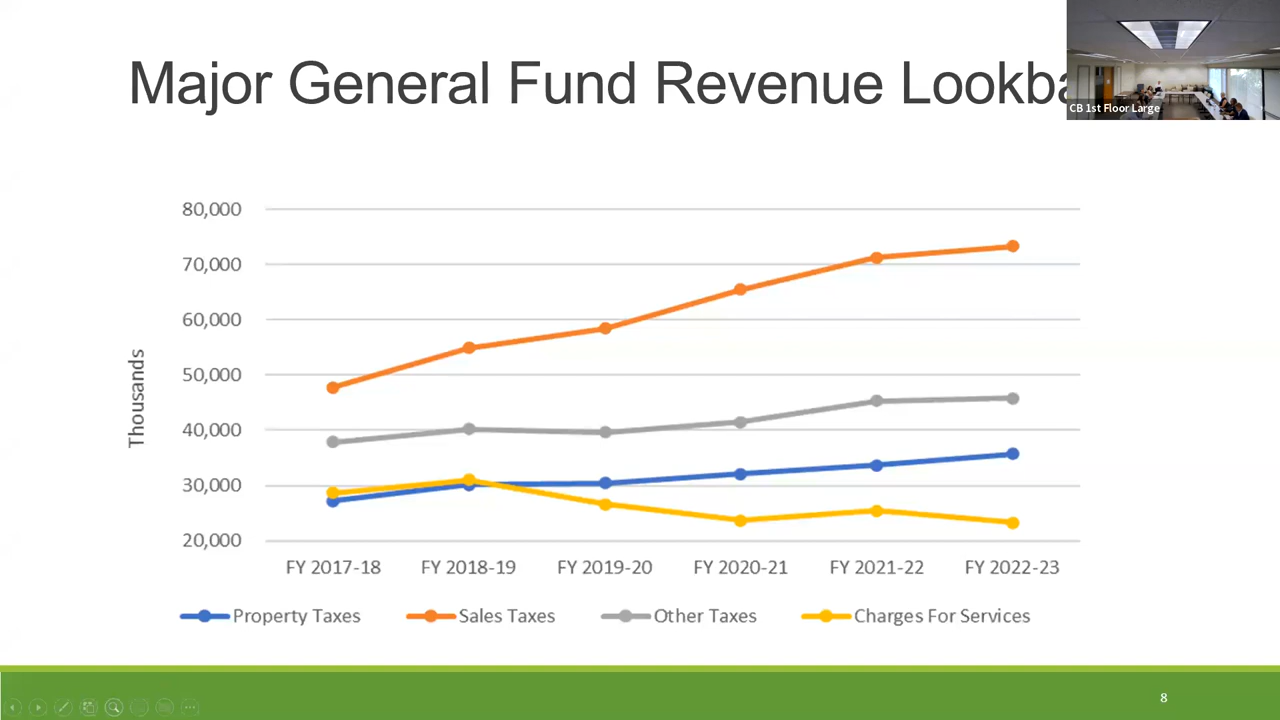 Major General Fund Revenue Lookba
CB 1st Floor Large
80,000
70,000
60,000
50,000
40,000
30,000
20,000
Thousands
FY 2017-18 FY 2018-19 FY 2019-20 FY 2020-21 FY 2021-22 FY 2022-23
Property Taxes Sales Taxes Other Taxes Charges For Services
8